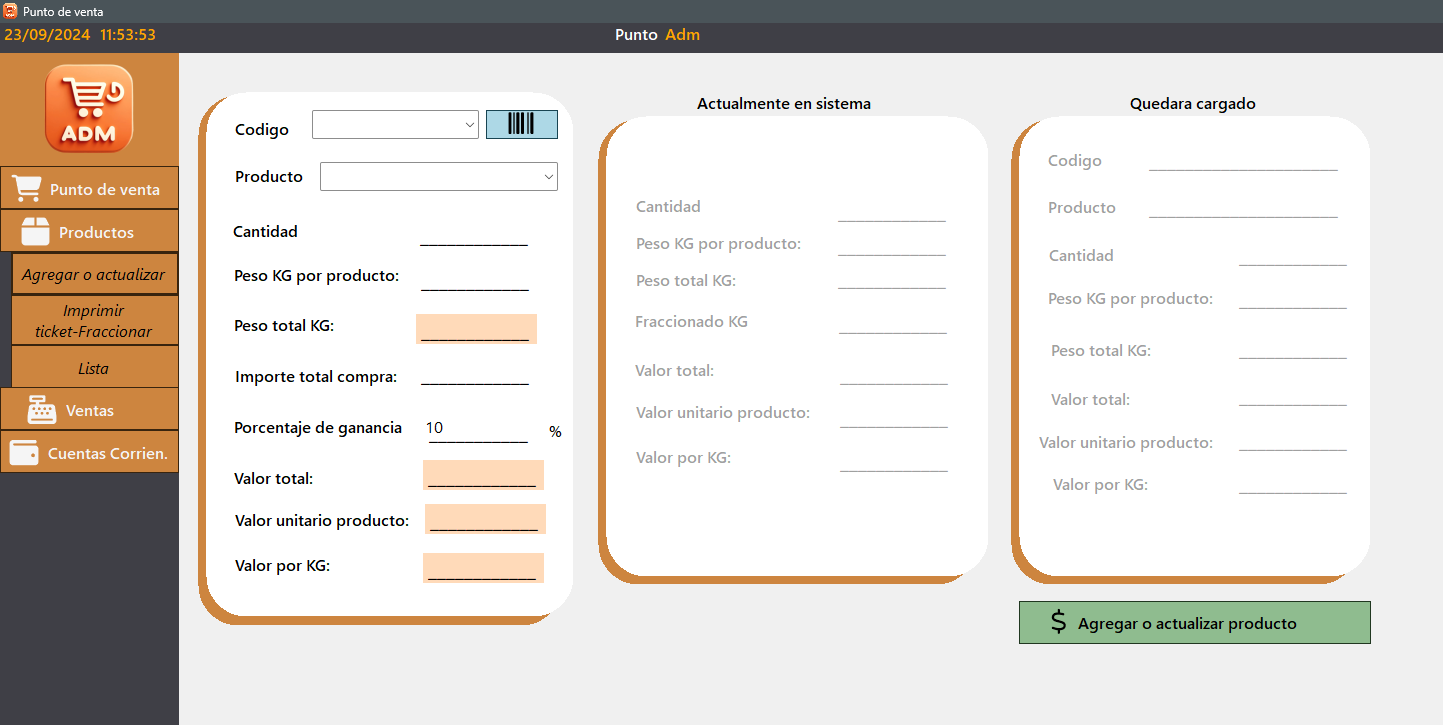 Punto de venta
23/09/2024 11:53:53
Punto Adm
ADM
Punto de venta
Productos
Agregar o actualizar
Imprimir
ticket-Fraccionar
Lista
Ventas
Cuentas Corrien.
Codigo
Producto
Cantidad
Peso KG por producto:
Peso total KG:
Importe total compra:
Porcentaje de ganancia 10 %
Valor total:
Valor unitario producto:
Valor por KG:
Actualmente en sistema
Cantidad
Peso KG por producto:
Peso total KG:
Fraccionado KG
Valor total:
Valor unitario producto:
Valor por KG:
Quedara cargado
Codigo
Producto
Cantidad
Peso KG por producto:
Peso total KG:
Valor total:
Valor unitario producto:
Valor por KG:
$ Agregar o actualizar producto